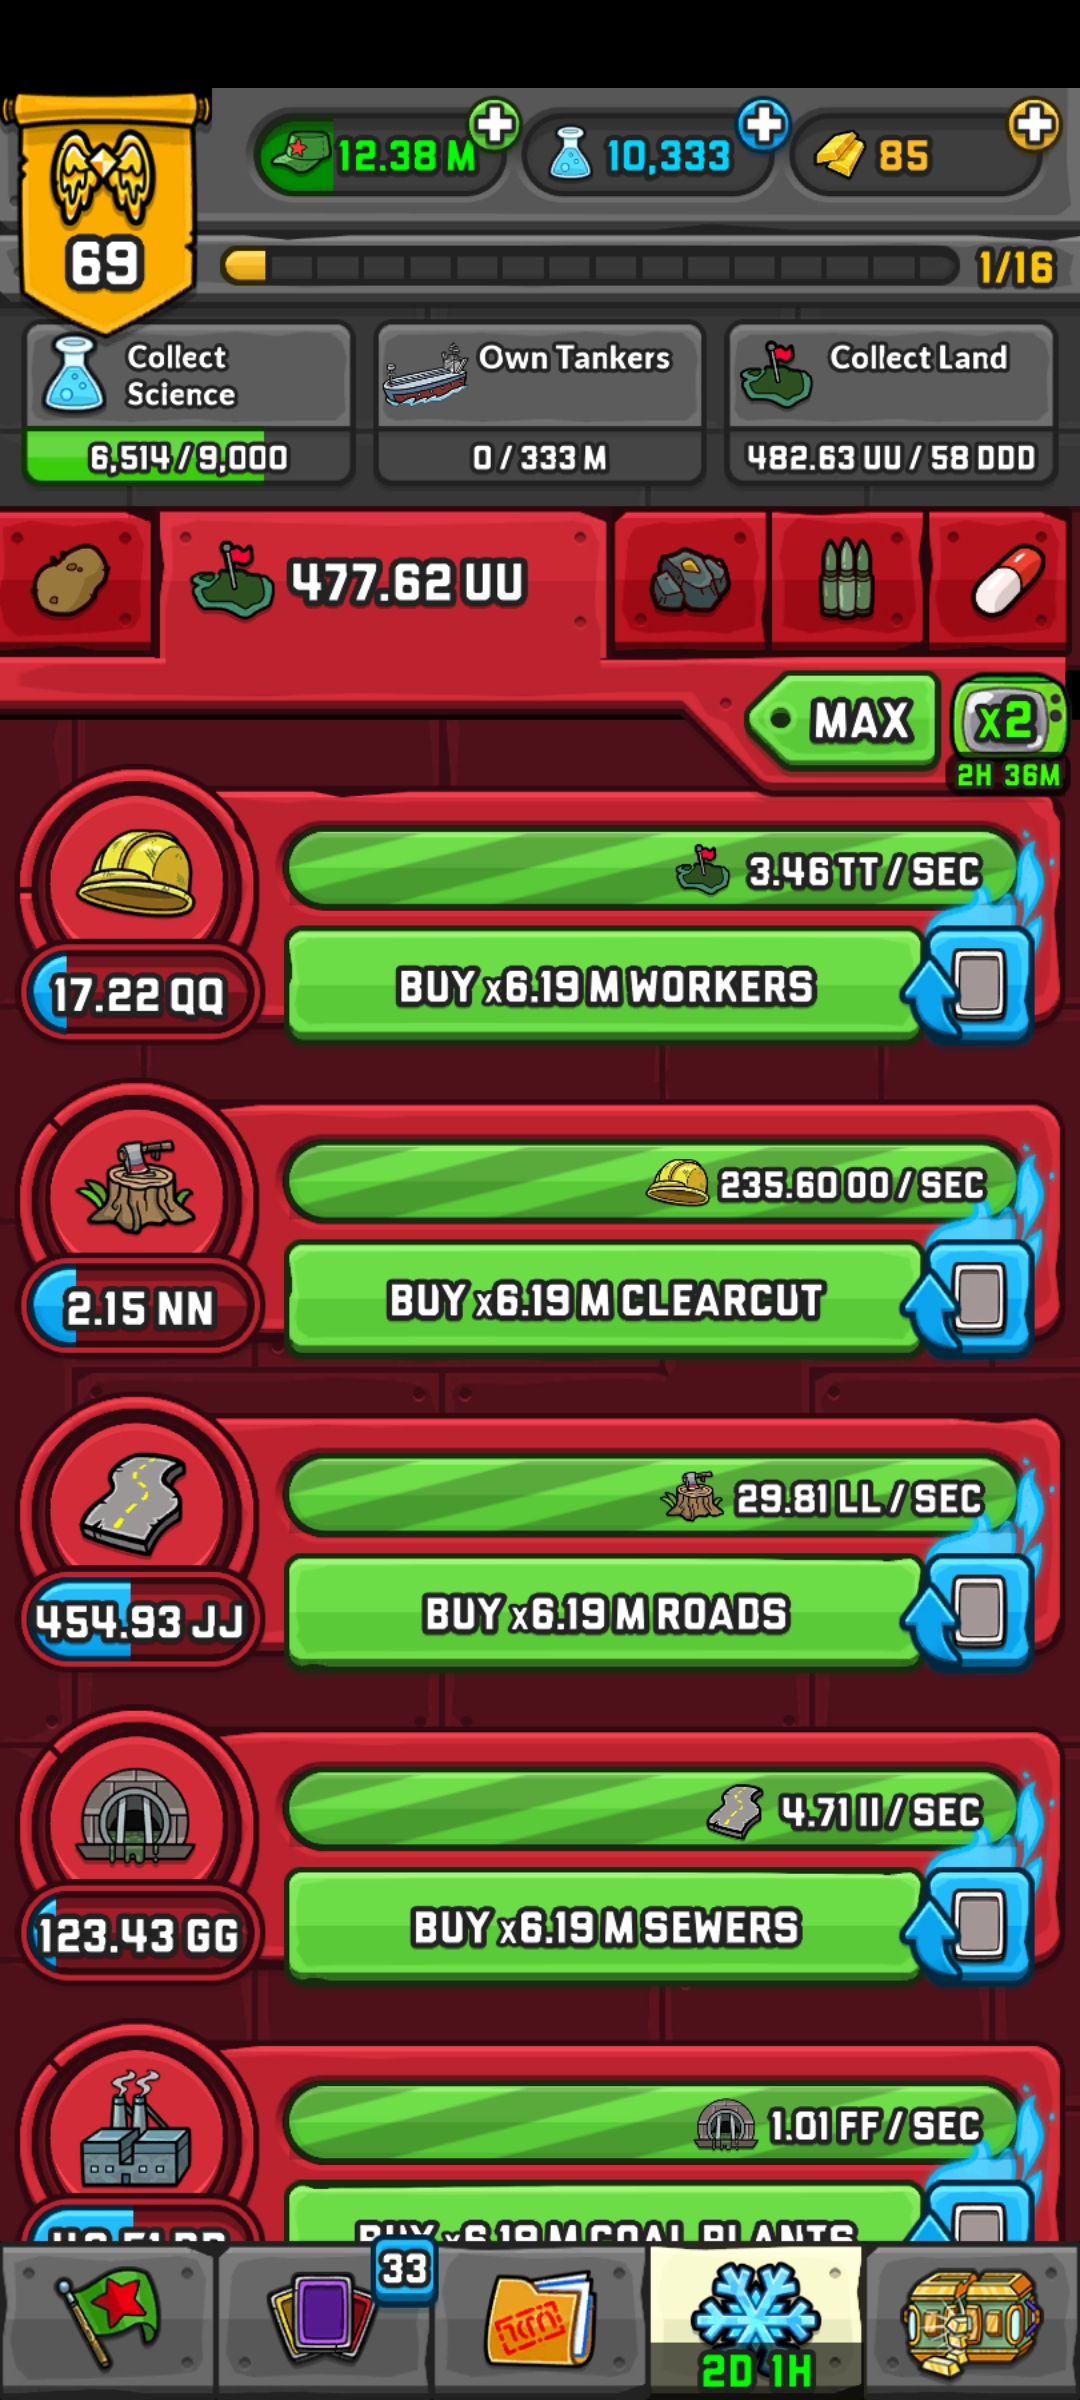 12.38 M
10,333
85
69
1/16
Collect
Science
6,514/9,000
Own Tankers
0/333 M
Collect Land
482.63 UU/58 DDD
477.62 UU
MAX
x2
2H 36M
3.46 TT/SEC
17.22 QQ
BUY x6.19 M WORKERS
235.60 OO/SEC
2.15 NN
BUY x6.19 M CLEARCUT
29.81 LL/SEC
454.93 JJ
BUY x6.19 M ROADS
4.71 II/SEC
123.43 GG
BUY x6.19 M SEWERS
1.01 FF/SEC
BUY x6.19 M COAL PLANTS
33
2D 1H